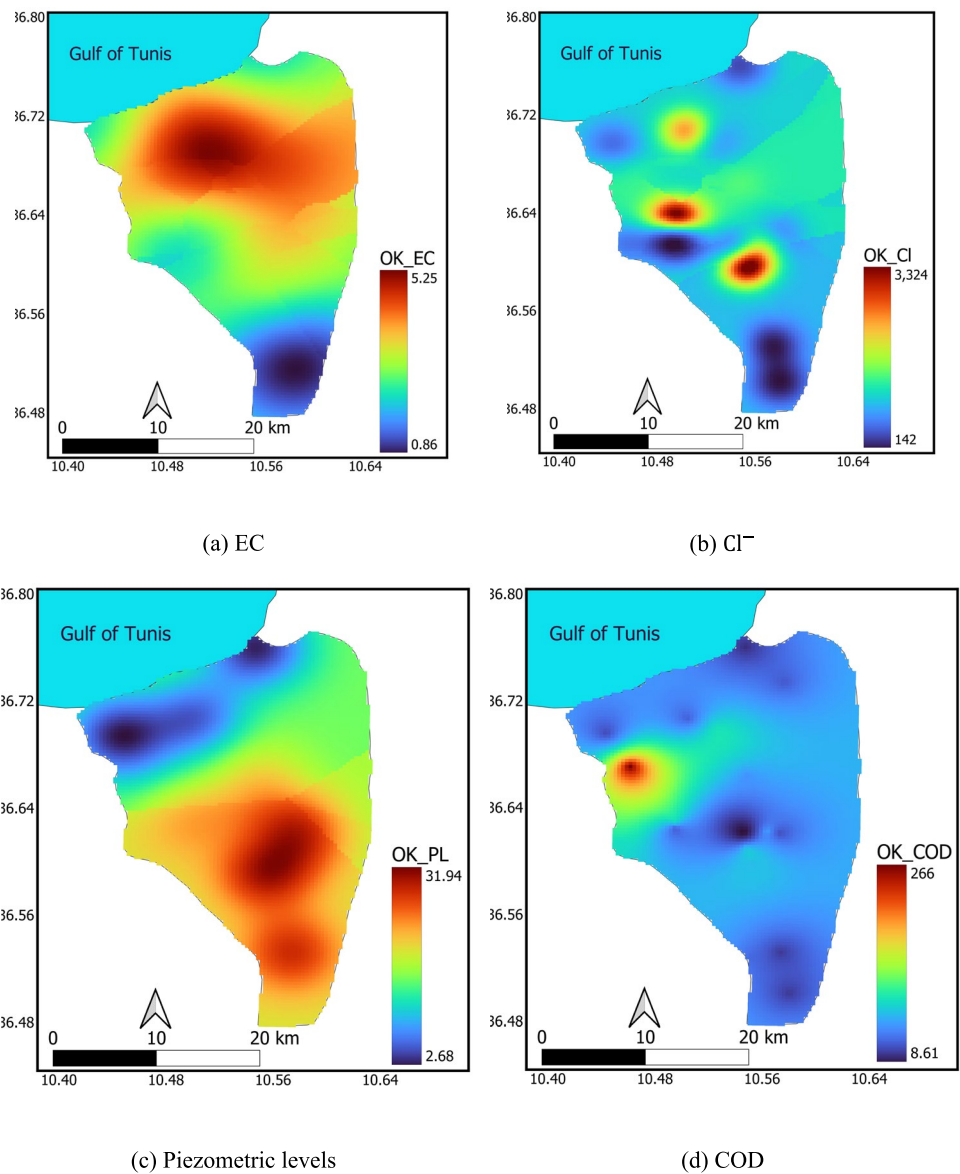 36.80
Gulf of Tunis
36.72
36.64
OK_EC
5.25
36.56
0.86
36.48
0 10 20 km
10.40 10.48 10.56 10.64
(a) EC
36.80
Gulf of Tunis
36.72
36.64
OK_Cl
3,324
36.56
142
36.48
0 10 20 km
10.40 10.48 10.56 10.64
(b) Cl⁻
36.80
Gulf of Tunis
36.72
36.64
OK_PL
31.94
36.56
2.68
36.48
0 10 20 km
10.40 10.48 10.56 10.64
(c) Piezometric levels
36.80
Gulf of Tunis
36.72
36.64
OK_COD
266
36.56
8.61
36.48
0 10 20 km
10.40 10.48 10.56 10.64
(d) COD